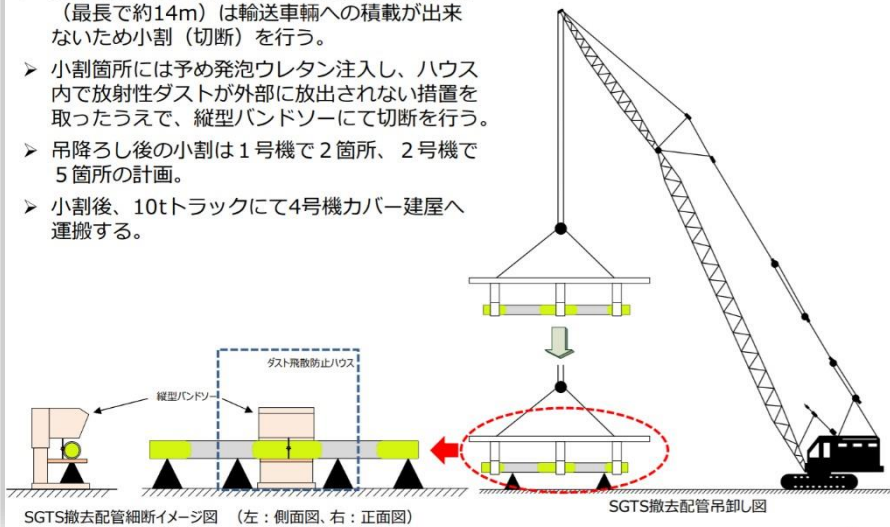 （最長で約14m）は輸送車輛への積載が出来
ないため小割（切断）を行う。
➢ 小割箇所には予め発泡ウレタン注入し、ハウス
内で放射性ダストが外部に放出されない措置を
取ったうえで、縦型バンドソーにて切断を行う。
➢ 吊降ろし後の小割は１号機で２箇所、２号機で
５箇所の計画。
➢ 小割後、10tトラックにて4号機カバー建屋へ
運搬する。
ダスト飛散防止ハウス
縦型バンドソー
SGTS撤去配管細断イメージ図　（左：側面図、右：正面図）
SGTS撤去配管吊卸し図